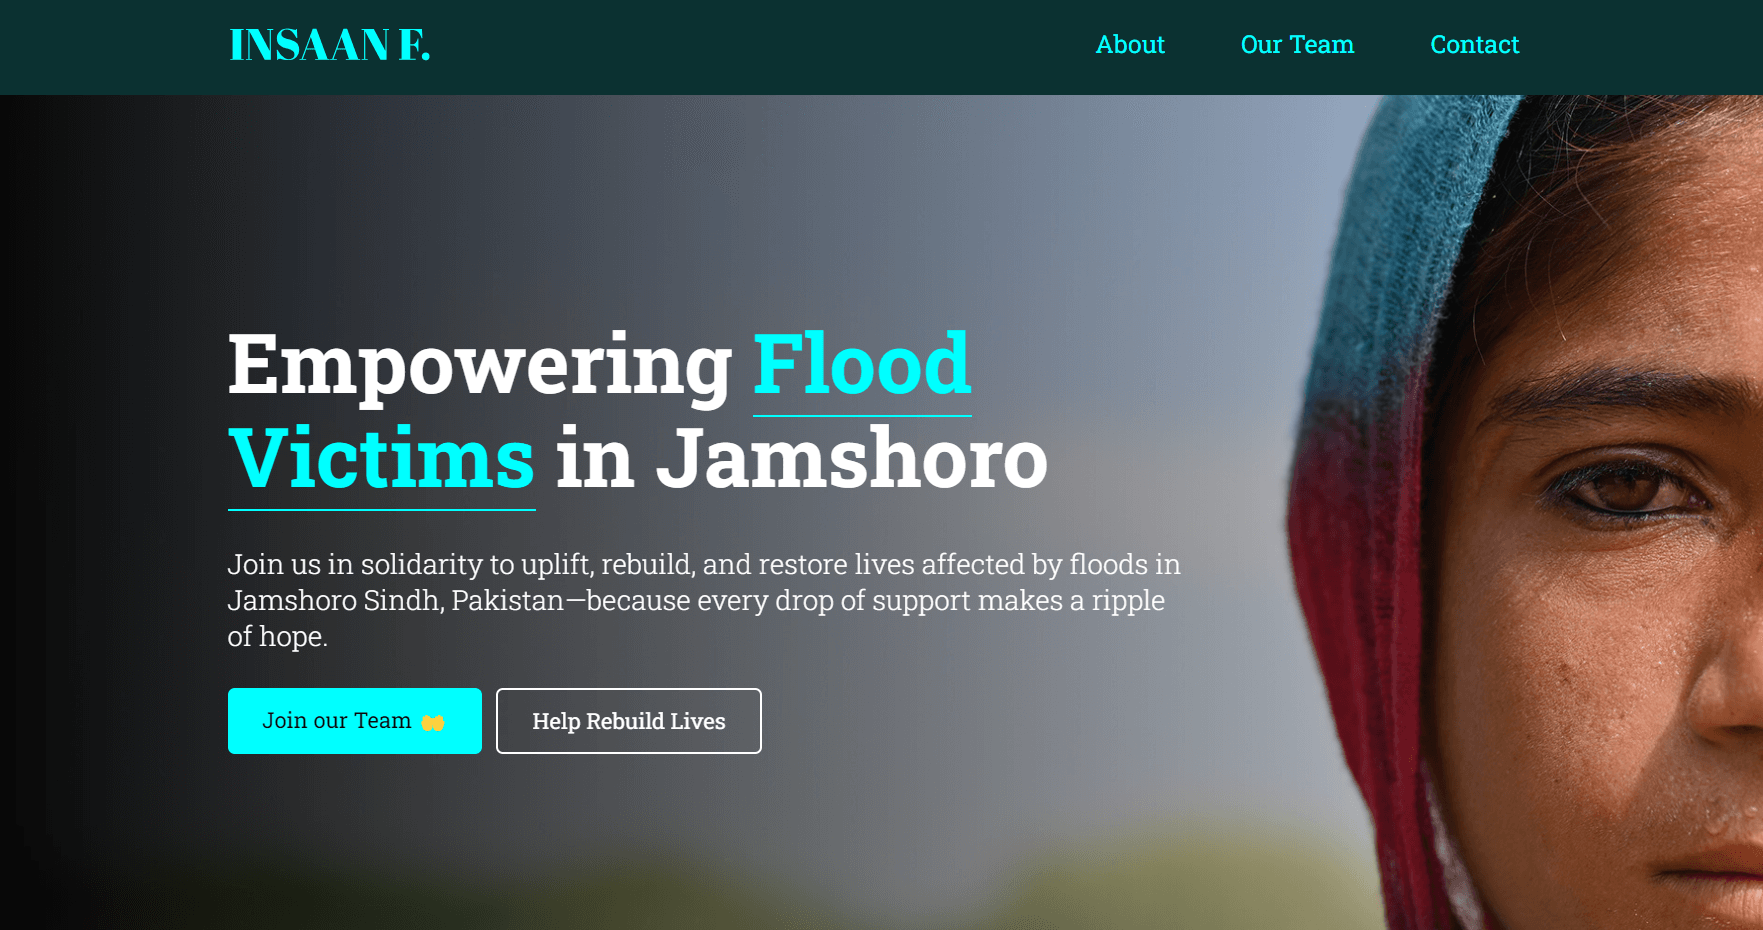 INSAAN F.
About
Our Team
Contact
Empowering Flood
Victims in Jamshoro
Join us in solidarity to uplift, rebuild, and restore lives affected by floods in
Jamshoro Sindh, Pakistan—because every drop of support makes a ripple
of hope.
Join our Team 🤲
Help Rebuild Lives